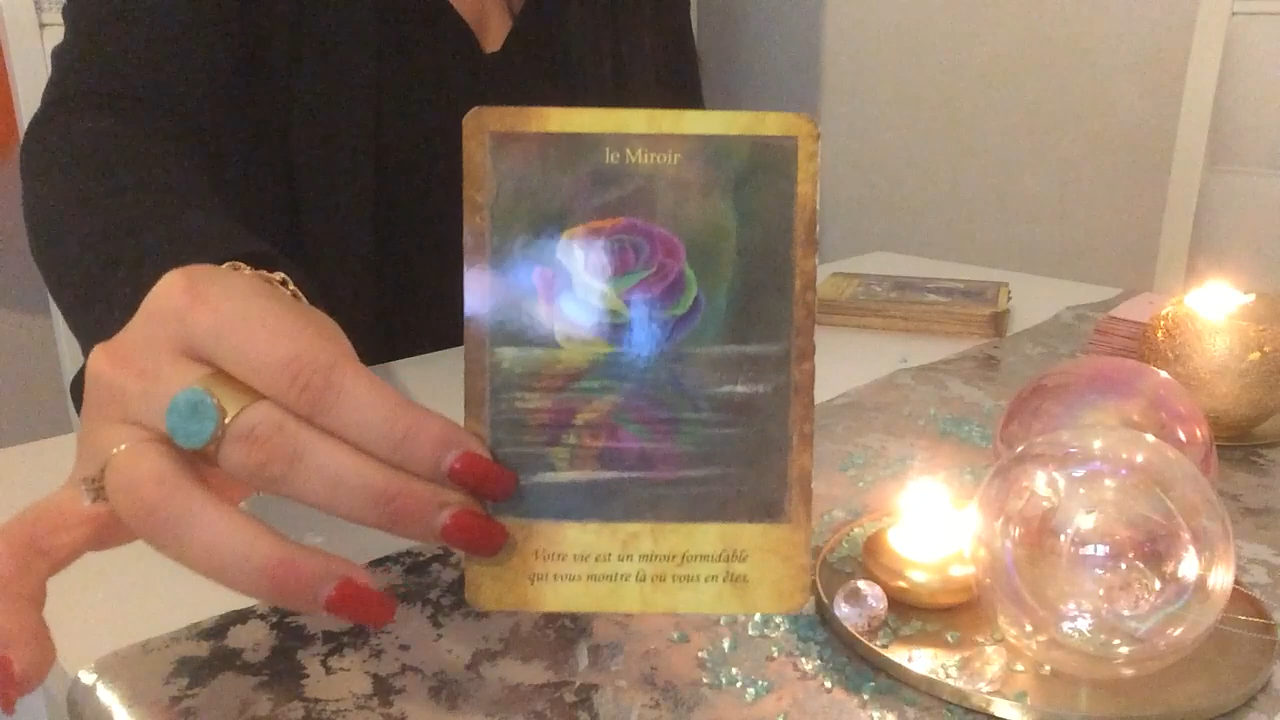 le Miroir
Votre vie est un miroir formidable
qui vous montre là où vous en êtes.